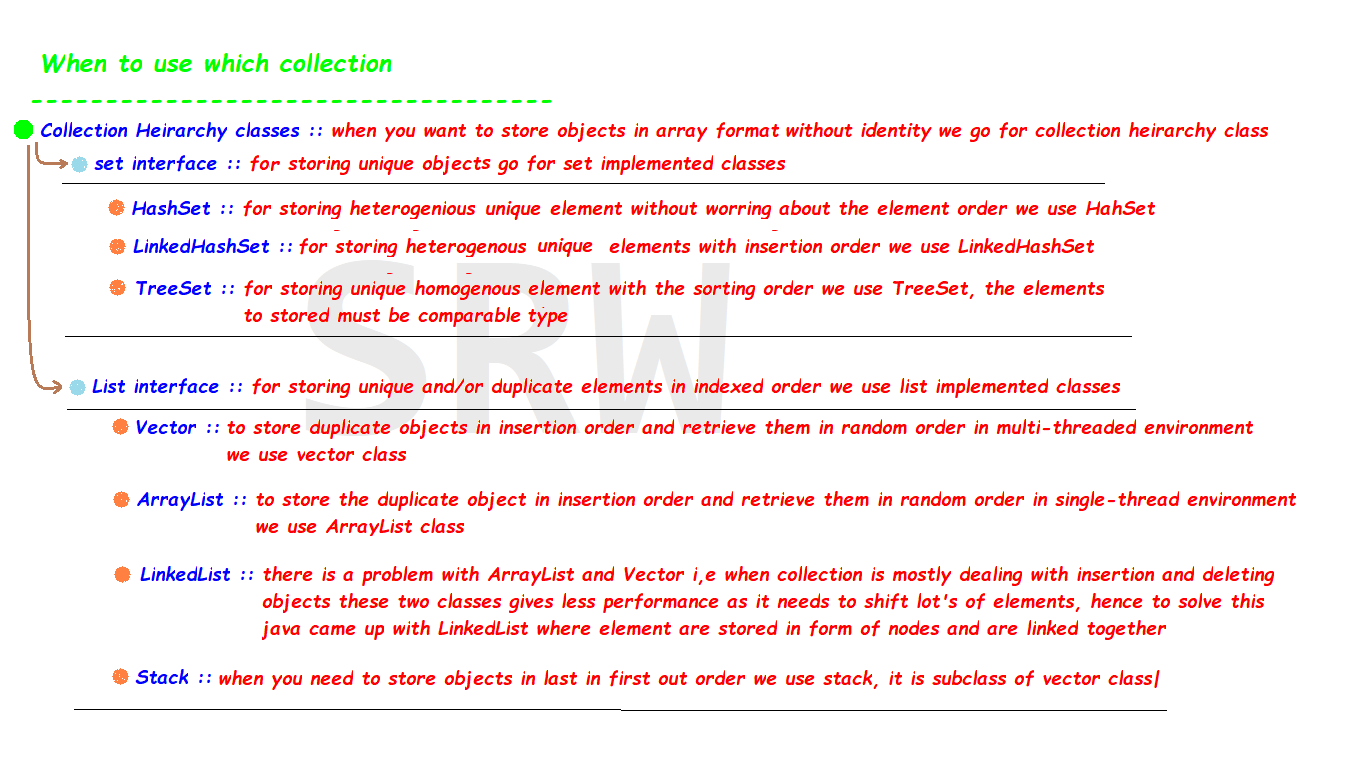 When to use which collection
Collection Heirarchy classes :: when you want to store objects in array format without identity we go for collection heirarchy class
set interface :: for storing unique objects go for set implemented classes
HashSet :: for storing heterogenious unique element without worring about the element order we use HahSet
LinkedHashSet :: for storing heterogenous unique elements with insertion order we use LinkedHashSet
TreeSet :: for storing unique homogenous element with the sorting order we use TreeSet, the elements
to stored must be comparable type
SRW
List interface :: for storing unique and/or duplicate elements in indexed order we use list implemented classes
Vector :: to store duplicate objects in insertion order and retrieve them in random order in multi-threaded environment
we use vector class
ArrayList :: to store the duplicate object in insertion order and retrieve them in random order in single-thread environment
we use ArrayList class
LinkedList :: there is a problem with ArrayList and Vector i,e when collection is mostly dealing with insertion and deleting
objects these two classes gives less performance as it needs to shift lot's of elements, hence to solve this
java came up with LinkedList where element are stored in form of nodes and are linked together
Stack :: when you need to store objects in last in first out order we use stack, it is subclass of vector class